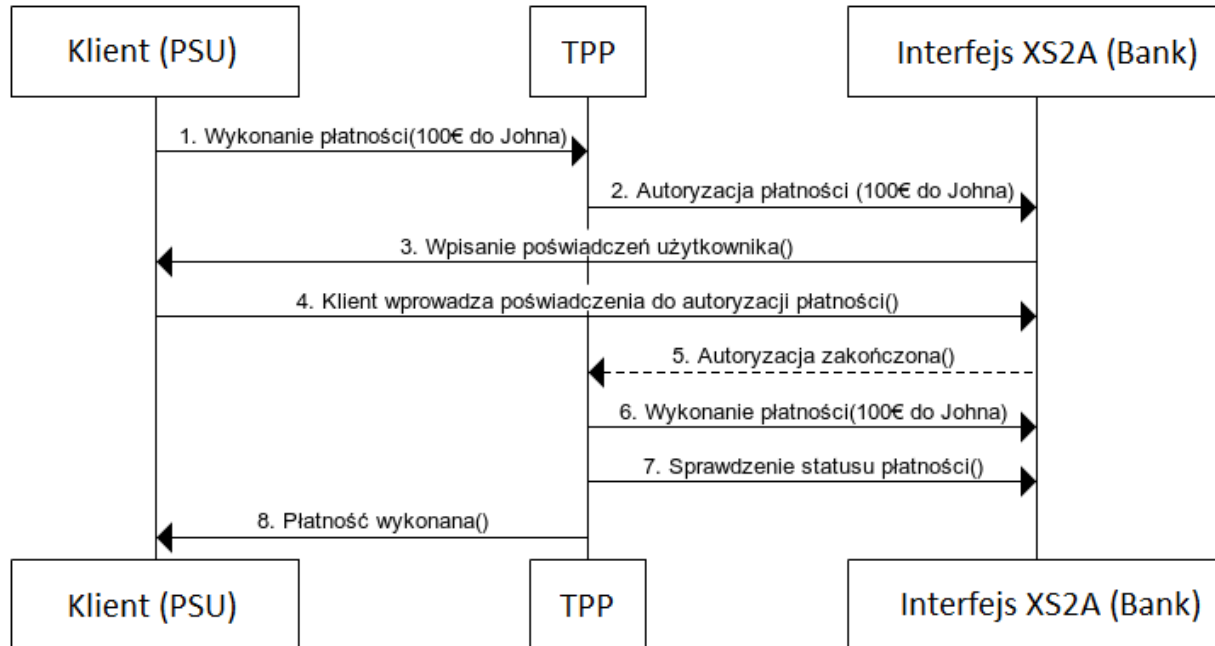 Klient (PSU)
TPP
Interfejs XS2A (Bank)
1. Wykonanie płatności(100€ do Johna)
2. Autoryzacja płatności (100€ do Johna)
3. Wpisanie poświadczeń użytkownika()
4. Klient wprowadza poświadczenia do autoryzacji płatności()
5. Autoryzacja zakończona()
6. Wykonanie płatności(100€ do Johna)
7. Sprawdzenie statusu płatności()
8. Płatność wykonana()
Klient (PSU)
TPP
Interfejs XS2A (Bank)